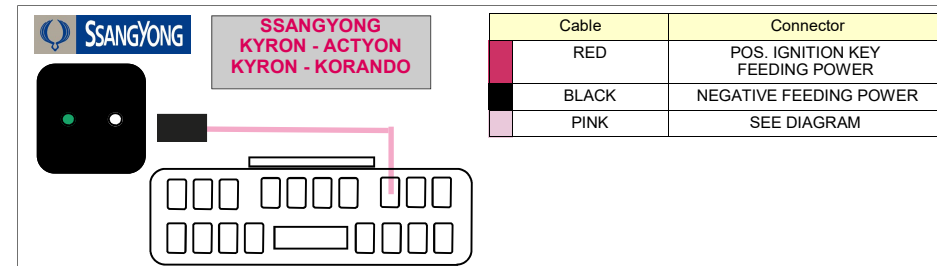 SSANGYONG
SSANGYONG
KYRON - ACTYON
KYRON - KORANDO
Cable Connector
RED POS. IGNITION KEY
FEEDING POWER
BLACK NEGATIVE FEEDING POWER
PINK SEE DIAGRAM